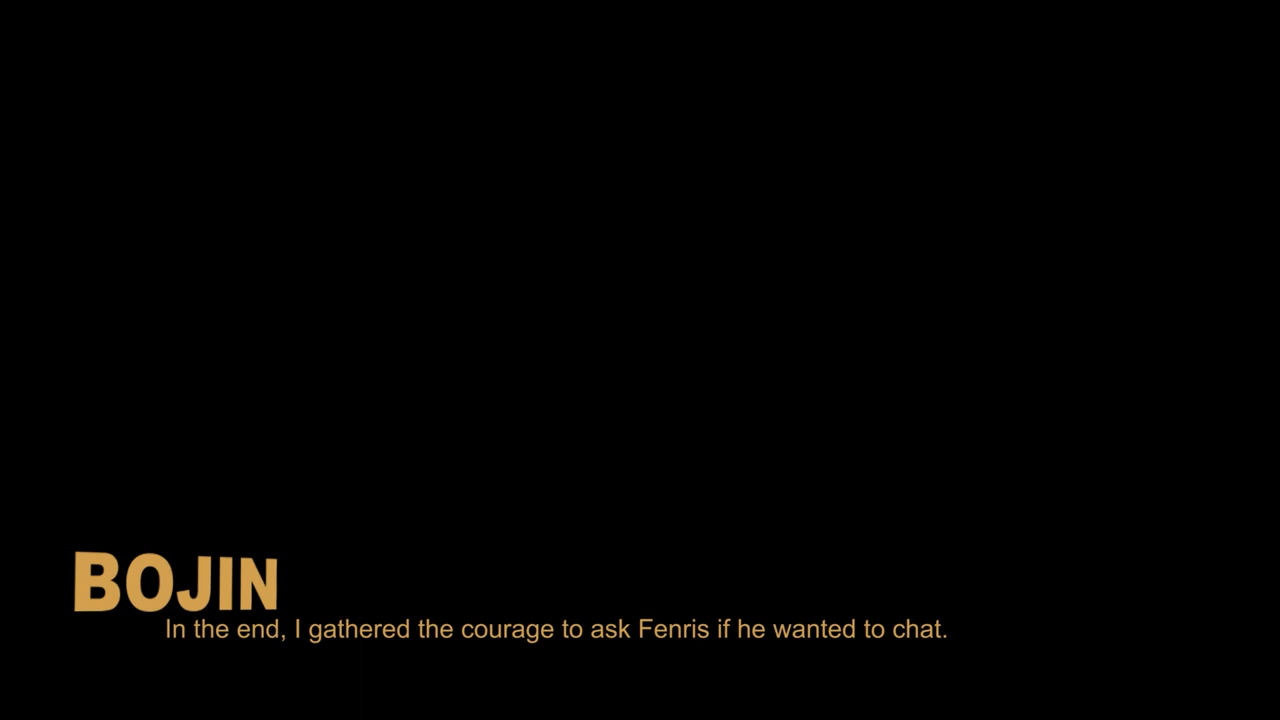 BOJIN
In the end, I gathered the courage to ask Fenris if he wanted to chat.